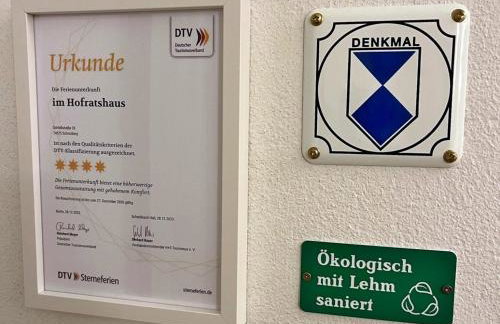 DTV
Deutscher
Tourismusverband
Urkunde
Die Ferienunterkunft
im Hofratshaus
ist nach den Qualitätskriterien der
DTV-Klassifizierung ausgezeichnet.
Die Ferienunterkunft bietet eine höherwertige
Gesamtausstattung mit gehobenem Komfort.
DTV Sterneferien
sterneferien.de
DENKMAL
Ökologisch
mit Lehm
saniert